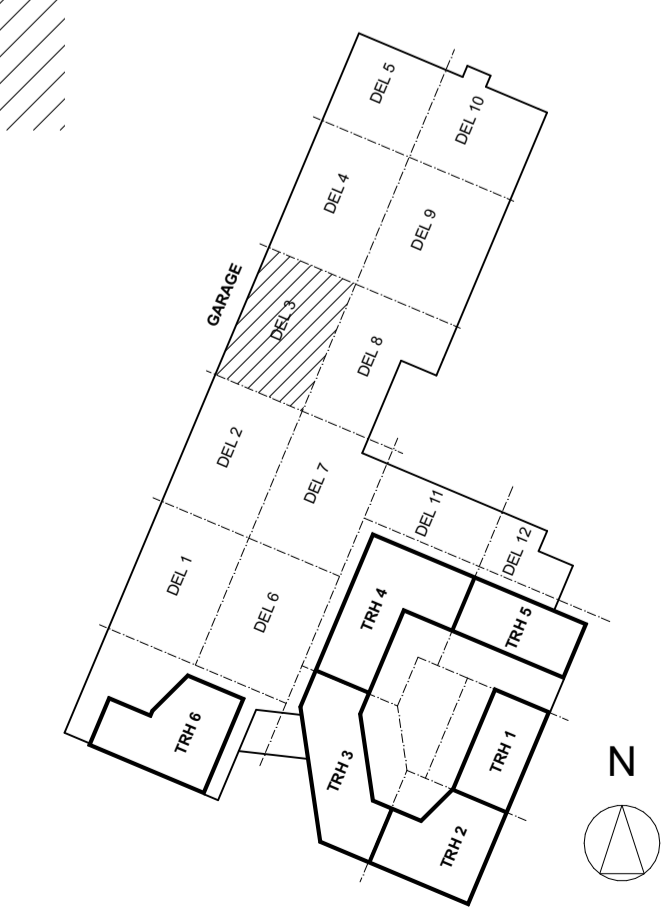 DEL 5
DEL 10
DEL 4
DEL 9
GARAGE
DEL 3
DEL 8
DEL 2
DEL 7
DEL 11
DEL 12
DEL 1
DEL 6
TRH 4
TRH 5
TRH 6
TRH 1
TRH 3
TRH 2
N